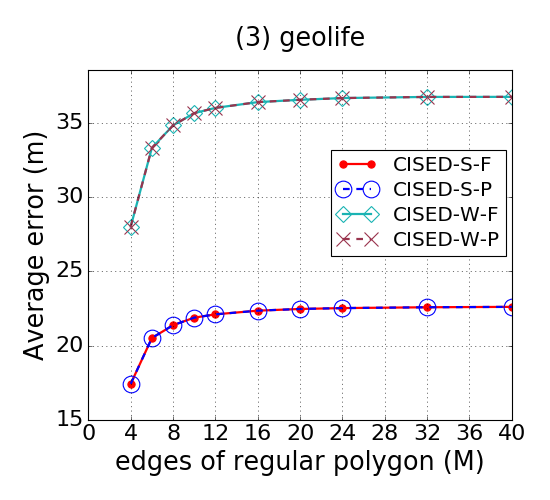 (3) geolife
Average error (m)
35
30
25
20
15
CISED-S-F
CISED-S-P
CISED-W-F
CISED-W-P
0 4 8 12 16 20 24 28 32 36 40
edges of regular polygon (M)